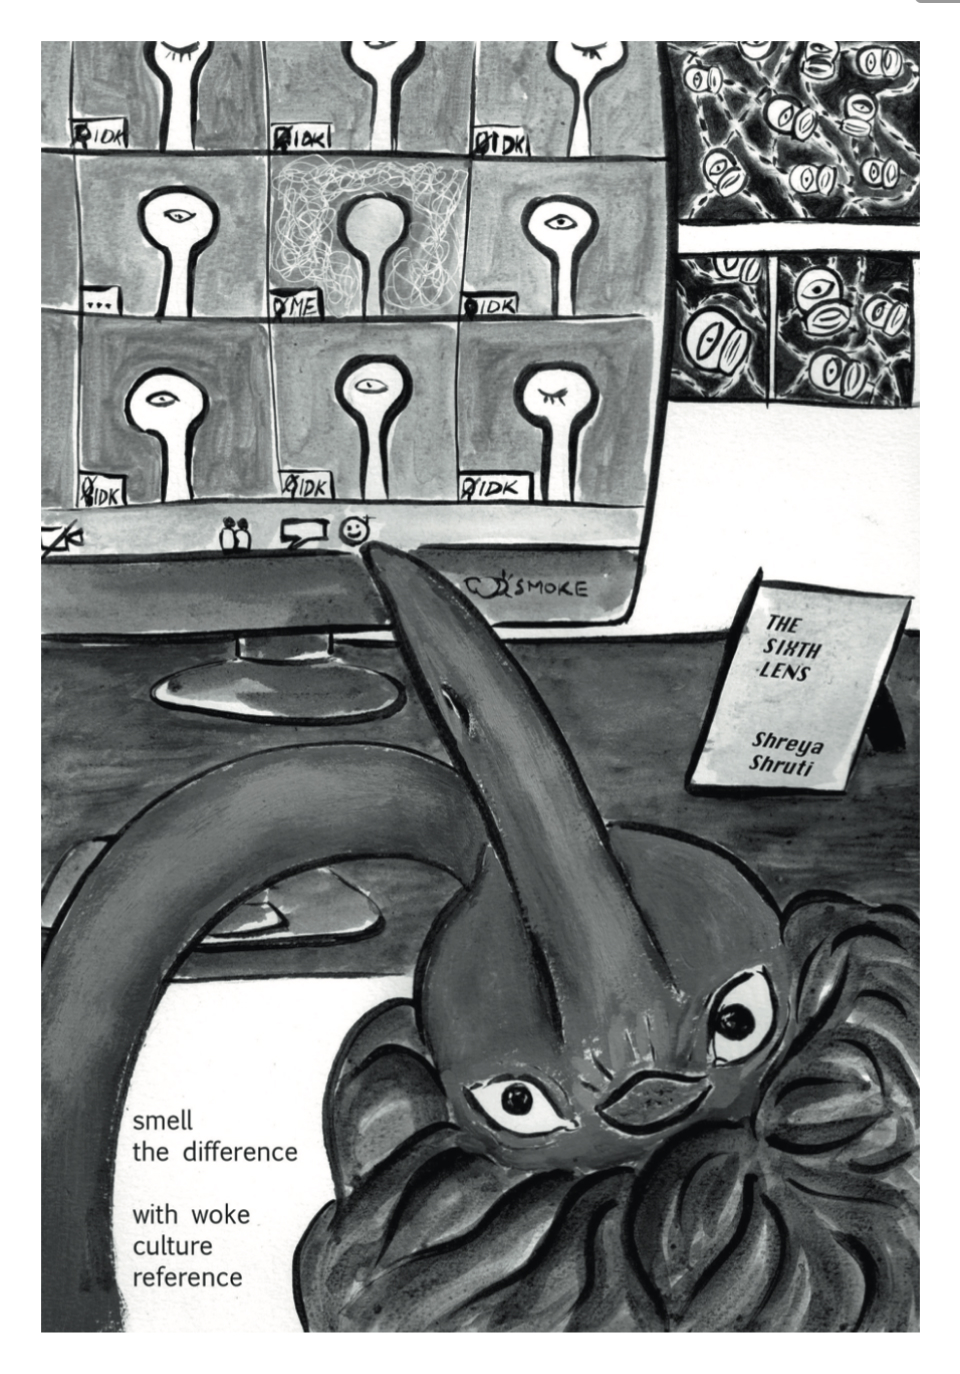 IDK
IDK
IDK
...
ME
IDK
IDK
IDK
IDK
SMOKE
THE
SIXTH
LENS
Shreya
Shruti
smell
the difference
with woke
culture
reference